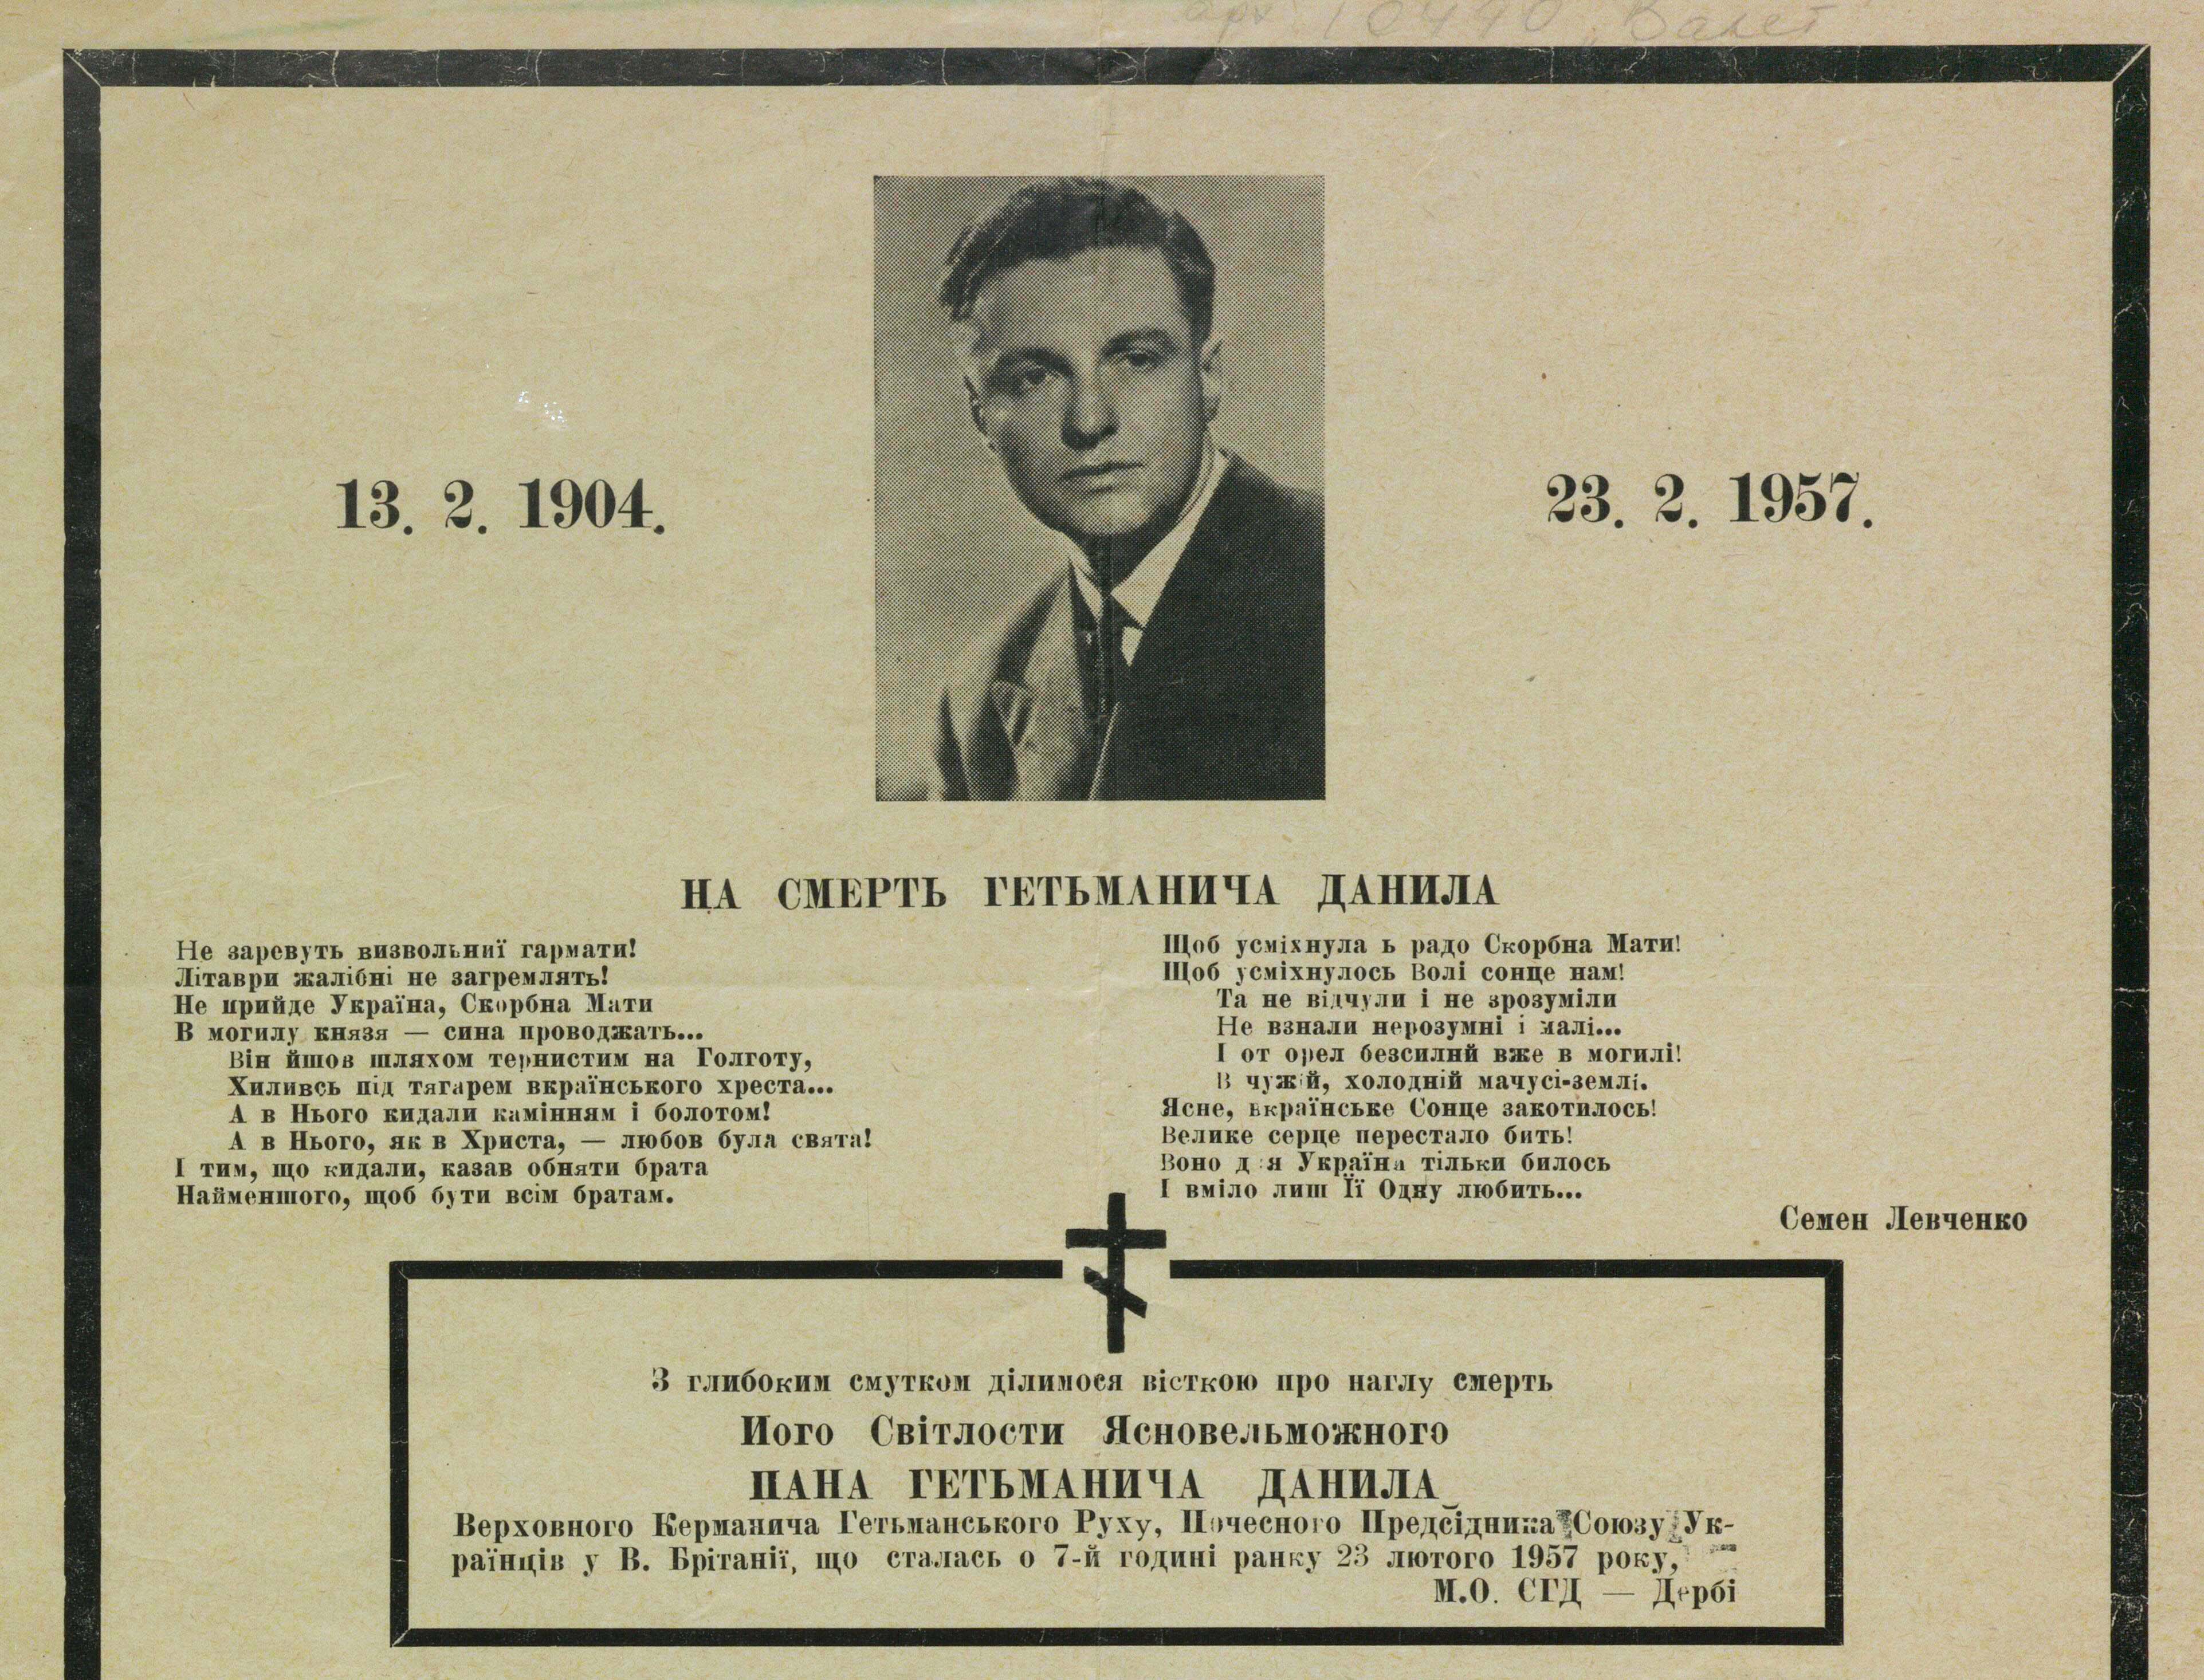 13. 2. 1904.
23. 2. 1957.
НА СМЕРТЬ ГЕТЬМАНИЧА ДАНИЛА
Не заревуть визвольниї гармати!
Літаври жалібні не загремлять!
Не прийде Україна, Скорбна Мати
В могилу князя — сина проводжать...
Він йшов шляхом тернистим на Голготу,
Хиливсь під тягарем вкраїнського хреста...
А в Нього кидали камінням і болотом!
А в Нього, як в Христа, — любов була свята!
І тим, що кидали, казав обняти брата
Найменшого, щоб бути всім братам.
Щоб усміхнула ь радо Скорбна Мати!
Щоб усміхнулось Волі сонце нам!
Та не відчули і не зрозуміли
Не взнали нерозумні і малі...
І от орел безсилий вже в могилі!
В чужій, холодній мачусі-землі.
Ясне, вкраїнське Сонце закотилось!
Велике серце перестало бить!
Воно для Україна тільки билось
І вміло лиш Її Одну любить...
Семен Левченко
З глибоким смутком ділимося вісткою про наглу смерть
Його Світлости Ясновельможного
ПАНА ГЕТЬМАНИЧА ДАНИЛА
Верховного Керманича Гетьманського Руху, Почесного Предсідника Союзу Ук-
раїнців у В. Брітанії, що сталась о 7-й годині ранку 23 лютого 1957 року,
М.О. СГД — Дербі